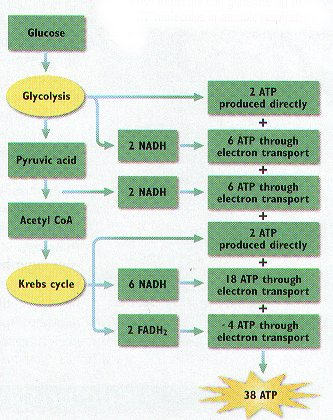 Glucose
Glycolysis
2 ATP
produced directly
+
2 NADH
6 ATP through
electron transport
Pyruvic acid
+
2 NADH
6 ATP through
electron transport
+
Acetyl CoA
2 ATP
produced directly
+
Krebs cycle
6 NADH
18 ATP through
electron transport
+
2 FADH2
4 ATP through
electron transport
38 ATP